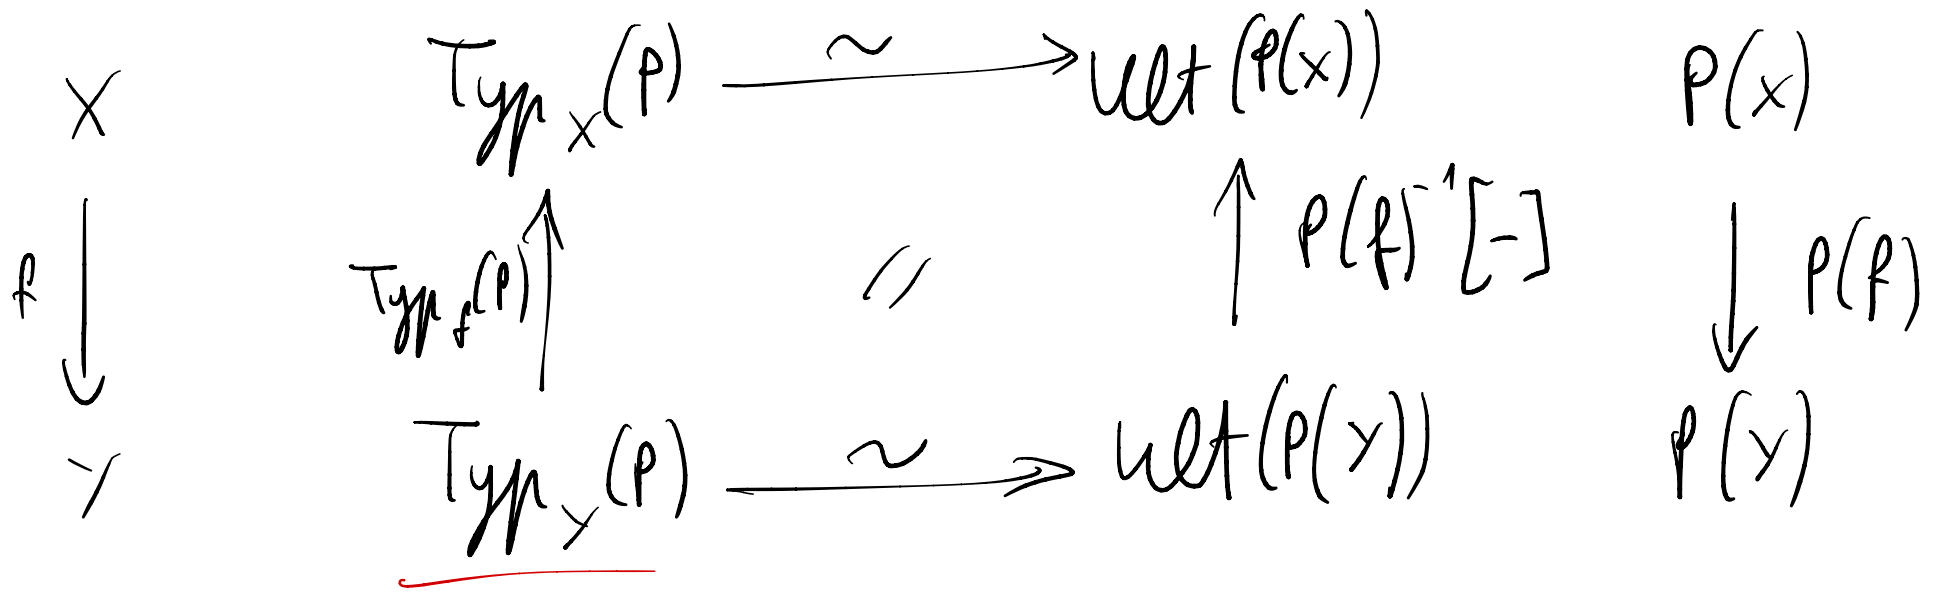 X Typ_X(P) ~ Ult(P(X)) P(X)
f Typ_f(P) // P(f)^{-1}[-] P(f)
Y Typ_Y(P) ~ Ult(P(Y)) P(Y)